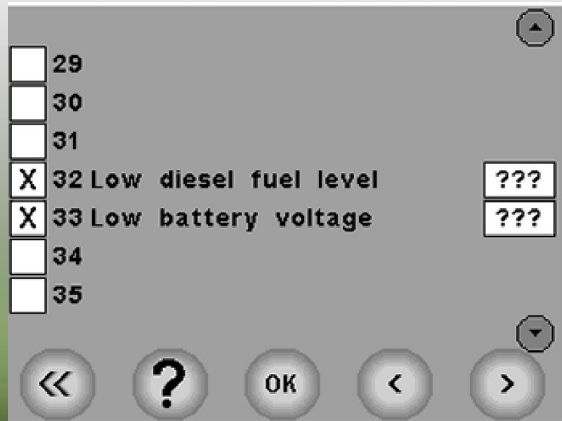 29
30
31
X 32 Low diesel fuel level ???
X 33 Low battery voltage ???
34
35
<< ? OK < >